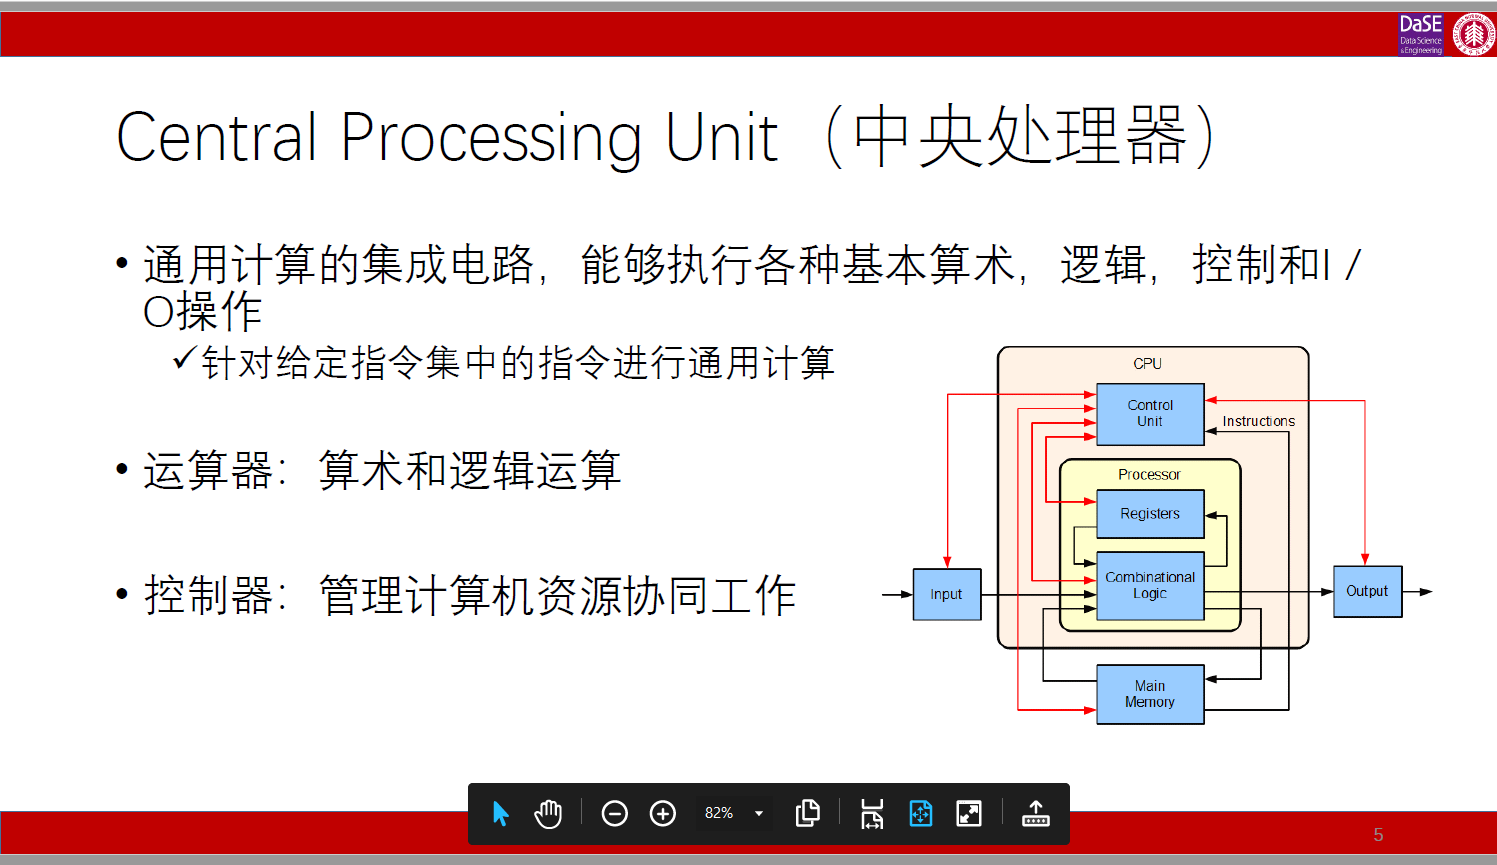 DaSE
Data Science
& Engineering
Central Processing Unit（中央处理器）
• 通用计算的集成电路，能够执行各种基本算术，逻辑，控制和I /
O操作
✓针对给定指令集中的指令进行通用计算
• 运算器：算术和逻辑运算
• 控制器：管理计算机资源协同工作
CPU
Control
Unit
Instructions
Processor
Registers
Combinational
Logic
Input
Output
Main
Memory
82%
5